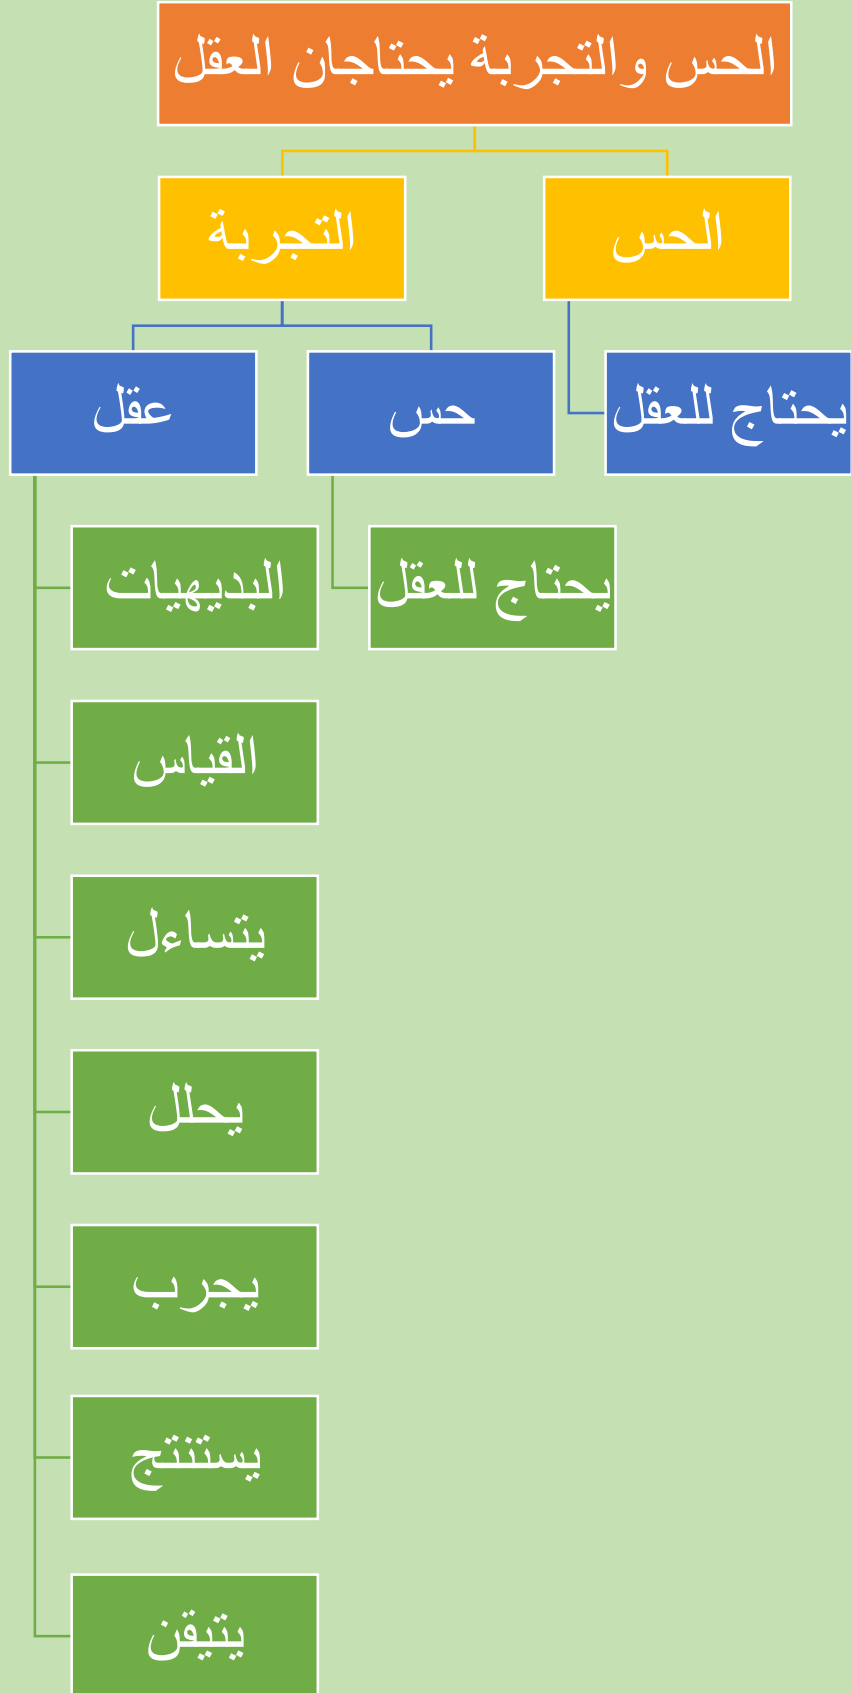 الحس والتجربة يحتاجان العقل
الحس
التجربة
يحتاج للعقل
حس
عقل
يحتاج للعقل
البديهيات
القياس
يتساءل
يحلل
يجرب
يستنتج
يتيقن